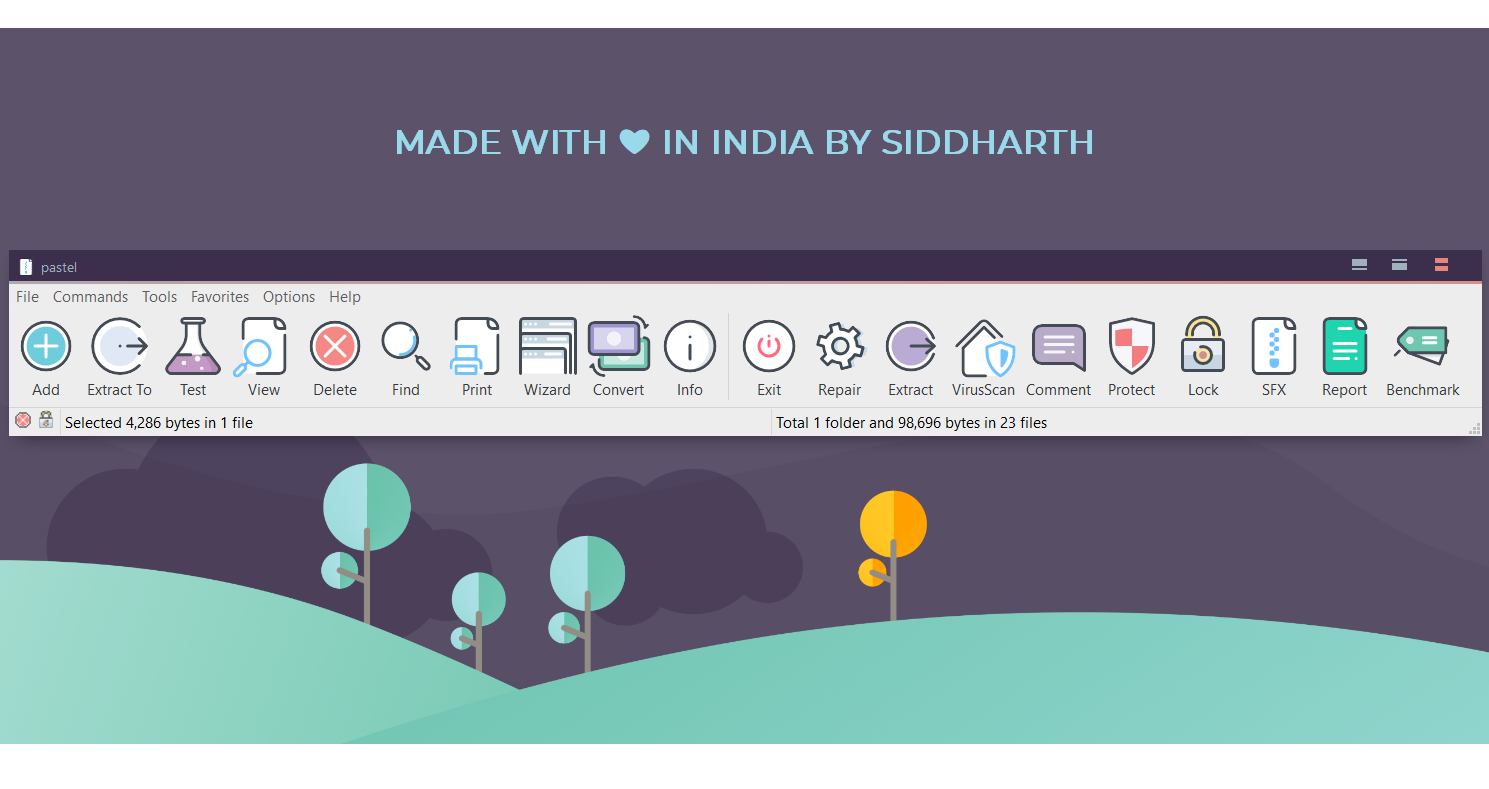 MADE WITH ❤ IN INDIA BY SIDDHARTH
pastel
File Commands Tools Favorites Options Help
Add Extract To Test View Delete Find Print Wizard Convert Info Exit Repair Extract VirusScan Comment Protect Lock SFX Report Benchmark
Selected 4,286 bytes in 1 file Total 1 folder and 98,696 bytes in 23 files